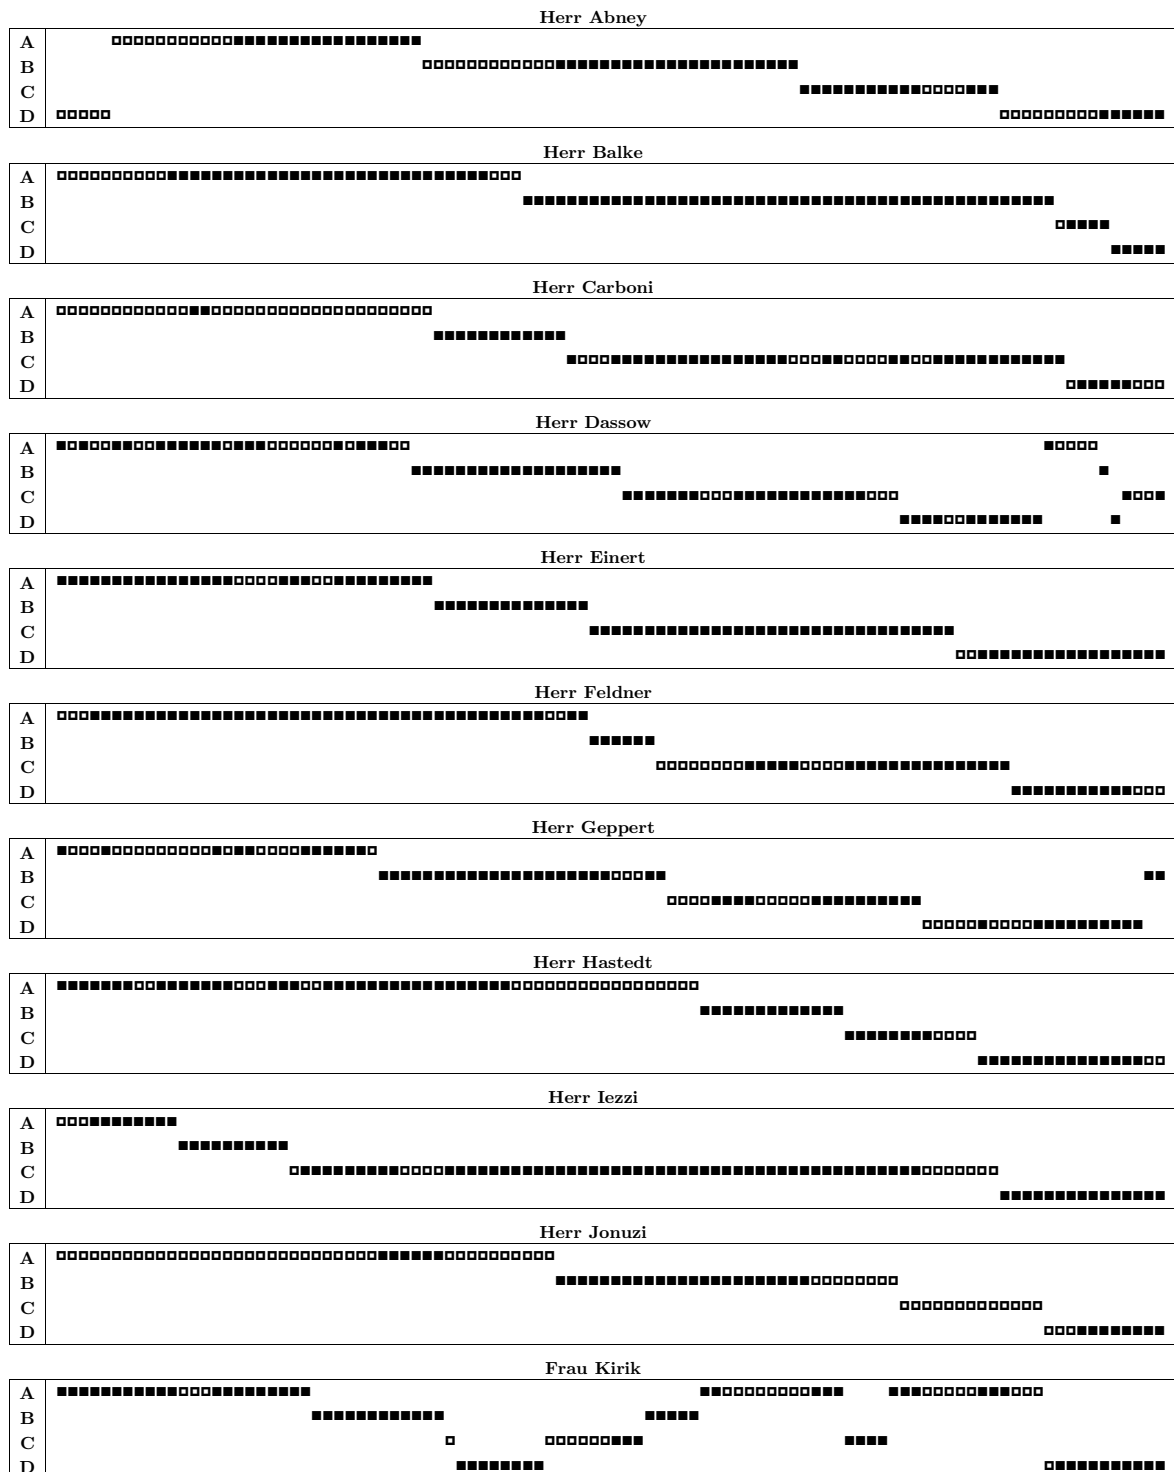 Herr Abney
A
B
C
D
Herr Balke
A
B
C
D
Herr Carboni
A
B
C
D
Herr Dassow
A
B
C
D
Herr Einert
A
B
C
D
Herr Feldner
A
B
C
D
Herr Geppert
A
B
C
D
Herr Hastedt
A
B
C
D
Herr Iezzi
A
B
C
D
Herr Jonuzi
A
B
C
D
Frau Kirik
A
B
C
D